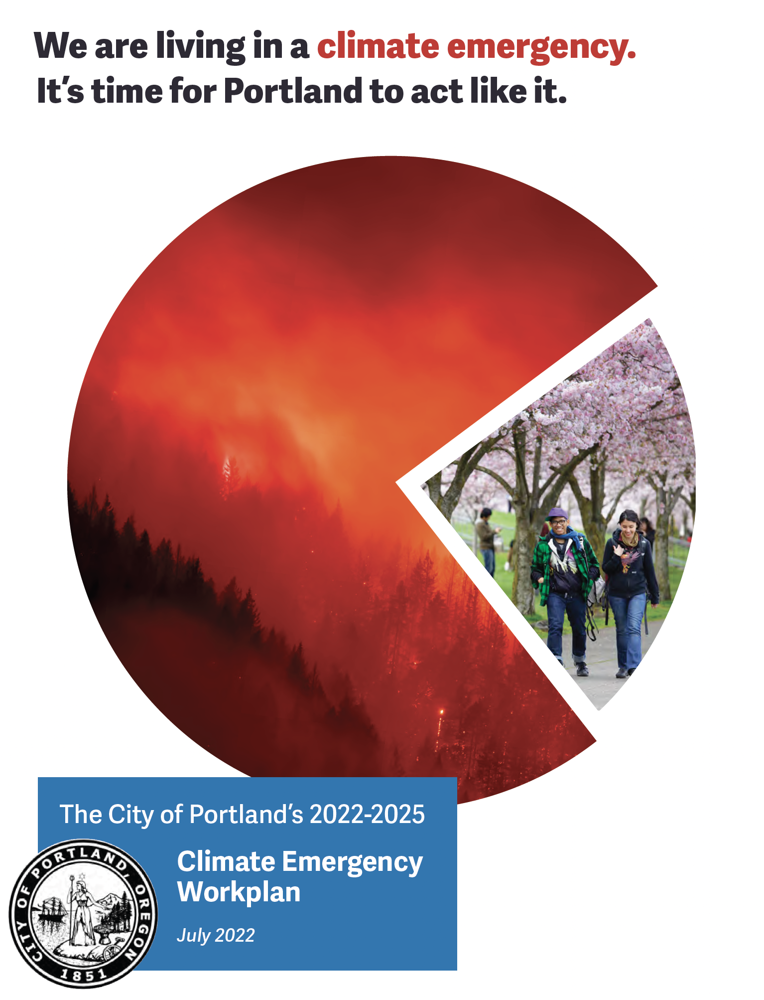 We are living in a climate emergency.
It's time for Portland to act like it.
The City of Portland's 2022-2025
Climate Emergency
Workplan
July 2022
CITY OF PORTLAND, OREGON
1851